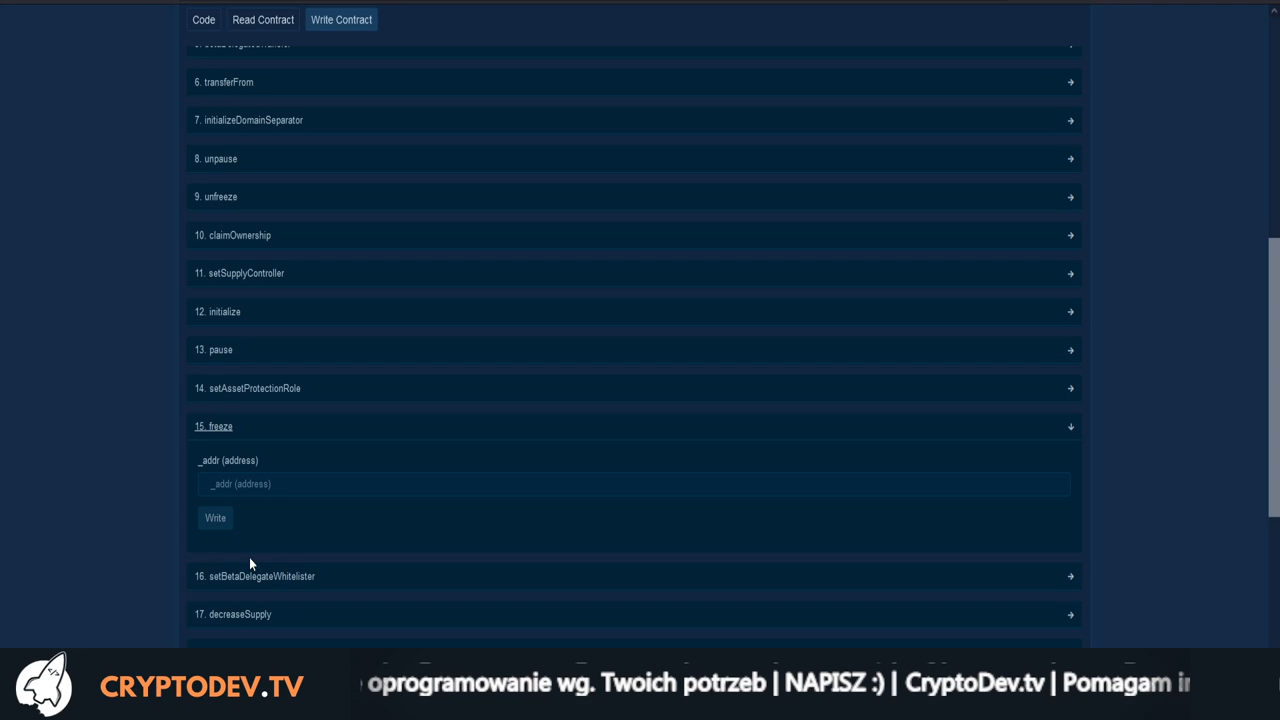 Code
Read Contract
Write Contract
6. transferFrom
7. initializeDomainSeparator
8. unpause
9. unfreeze
10. claimOwnership
11. setSupplyController
12. initialize
13. pause
14. setAssetProtectionRole
15. freeze
_addr (address)
_addr (address)
Write
16. setBetaDelegateWhitelister
17. decreaseSupply
CRYPTODEV.TV
oprogramowanie wg. Twoich potrzeb | NAPISZ :) | CryptoDev.tv | Pomagam